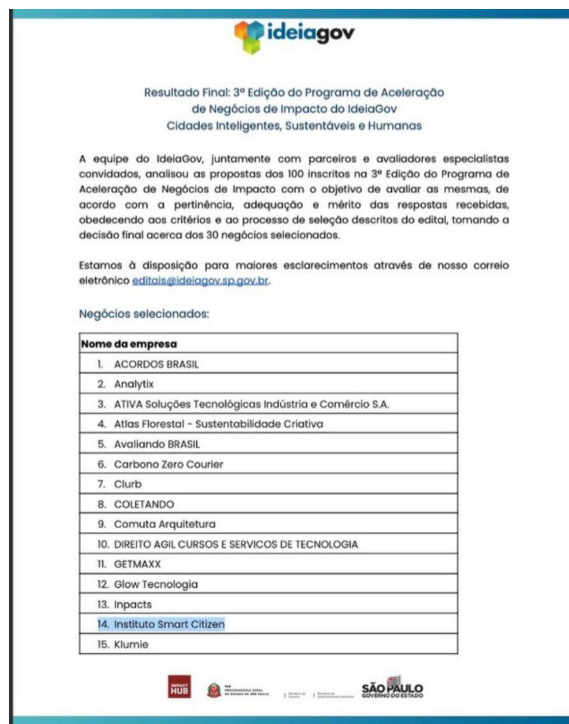 ideiagov
Resultado Final: 3ª Edição do Programa de Aceleração
de Negócios de Impacto do IdeiaGov
Cidades Inteligentes, Sustentáveis e Humanas
A equipe do IdeiaGov, juntamente com parceiros e avaliadores especialistas
convidados, analisou as propostas dos 100 inscritos na 3ª Edição do Programa de
Aceleração de Negócios de Impacto com o objetivo de avaliar as mesmas, de
acordo com a pertinência, adequação e mérito das respostas recebidas,
obedecendo aos critérios e ao processo de seleção descritos do edital, tomando a
decisão final acerca dos 30 negócios selecionados.
Estamos à disposição para maiores esclarecimentos através de nosso correio
eletrônico editais@ideiagov.sp.gov.br.
Negócios selecionados:
Nome da empresa
1. ACORDOS BRASIL
2. Analytix
3. ATIVA Soluções Tecnológicas Indústria e Comércio S.A.
4. Atlas Florestal - Sustentabilidade Criativa
5. Avaliando BRASIL
6. Carbono Zero Courier
7. Clurb
8. COLETANDO
9. Comuta Arquitetura
10. DIREITO AGIL CURSOS E SERVICOS DE TECNOLOGIA
11. GETMAXX
12. Glow Tecnologia
13. Inpacts
14. Instituto Smart Citizen
15. Klumie
IMPACT
HUB
PGE
PROCURADORIA GERAL
DO ESTADO DE SÃO PAULO
SÃO PAULO
GOVERNO DO ESTADO